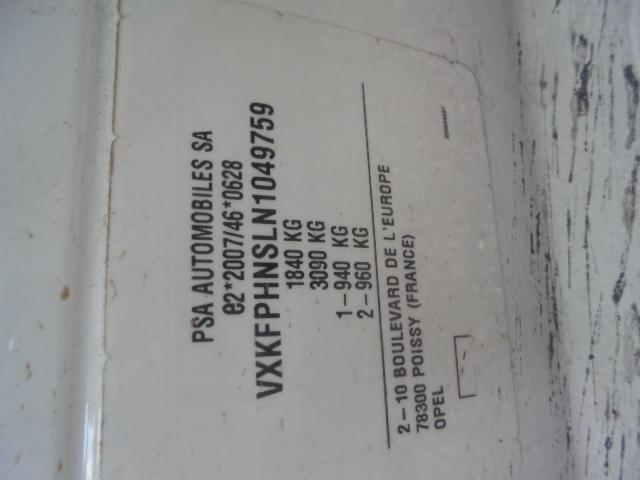 PSA AUTOMOBILES SA
e2*2007/46*0628
VXKFPHNSLN1049759
1840 KG
3090 KG
1-940 KG
2-960 KG
2-10 BOULEVARD DE L'EUROPE
78300 POISSY (FRANCE)
OPEL